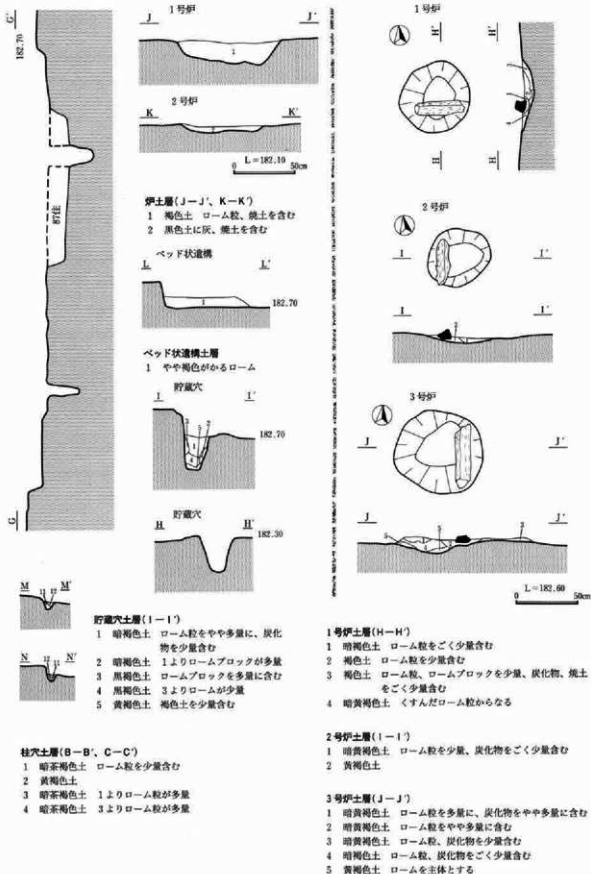 G'
182.70
87住
G
1号炉
J
J'
1
2号炉
K
K'
2
L=182.10
0
50cm
炉土層(J―J'、K―K')
1 褐色土 ローム粒、焼土を含む
2 黒色土に灰、焼土を含む
ベッド状遺構
L
L'
1
182.70
ベッド状遺構土層
1 やや褐色がかるローム
貯蔵穴
I
I'
3
5
2
1
4
182.70
貯蔵穴
H
H'
182.30
M
M'
11
12
N
N'
12
11
貯蔵穴土層(I―I')
1 暗褐色土 ローム粒をやや多量に、炭化
物を少量含む
2 暗褐色土 1よりロームブロックが多量
3 黒褐色土 ロームブロックを多量に含む
4 黒褐色土 3よりロームが少量
5 黄褐色土 褐色土を少量含む
柱穴土層(B―B'、C―C')
1 暗茶褐色土 ローム粒を少量含む
2 黄褐色土
3 暗茶褐色土 1よりローム粒が多量
4 暗茶褐色土 3よりローム粒が多量
1号炉
H'
H'
H
H
2号炉
I
I'
I
I'
2
1
3号炉
J
J'
J
J'
5
5
3
L=182.60
0
50cm
1号炉土層(H―H')
1 暗褐色土 ローム粒をごく少量含む
2 褐色土 ローム粒を少量含む
3 褐色土 ローム粒、ロームブロックを少量、炭化物、焼土
をごく少量含む
4 暗黄褐色土 くすんだローム粒からなる
2号炉土層(I―I')
1 暗黄褐色土 ローム粒を少量、炭化物をごく少量含む
2 黄褐色土
3号炉土層(J―J')
1 暗黄褐色土 ローム粒を多量に、炭化物をやや多量に含む
2 暗黄褐色土 ローム粒をやや多量に含む
3 暗褐色土 ローム粒、炭化物を少量含む
4 暗褐色土 ローム粒、炭化物をごく少量含む
5 黄褐色土 ロームを主体とする